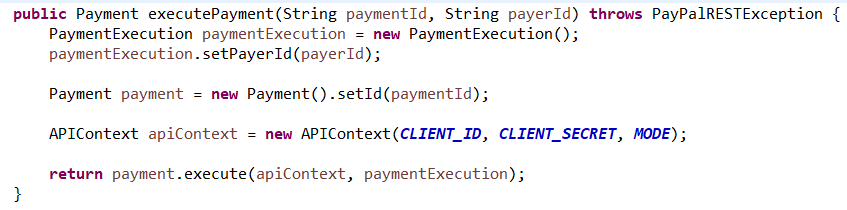 public Payment executePayment(String paymentId, String payerId) throws PayPalRESTException {
    PaymentExecution paymentExecution = new PaymentExecution();
    paymentExecution.setPayerId(payerId);

    Payment payment = new Payment().setId(paymentId);

    APIContext apiContext = new APIContext(CLIENT_ID, CLIENT_SECRET, MODE);

    return payment.execute(apiContext, paymentExecution);
}